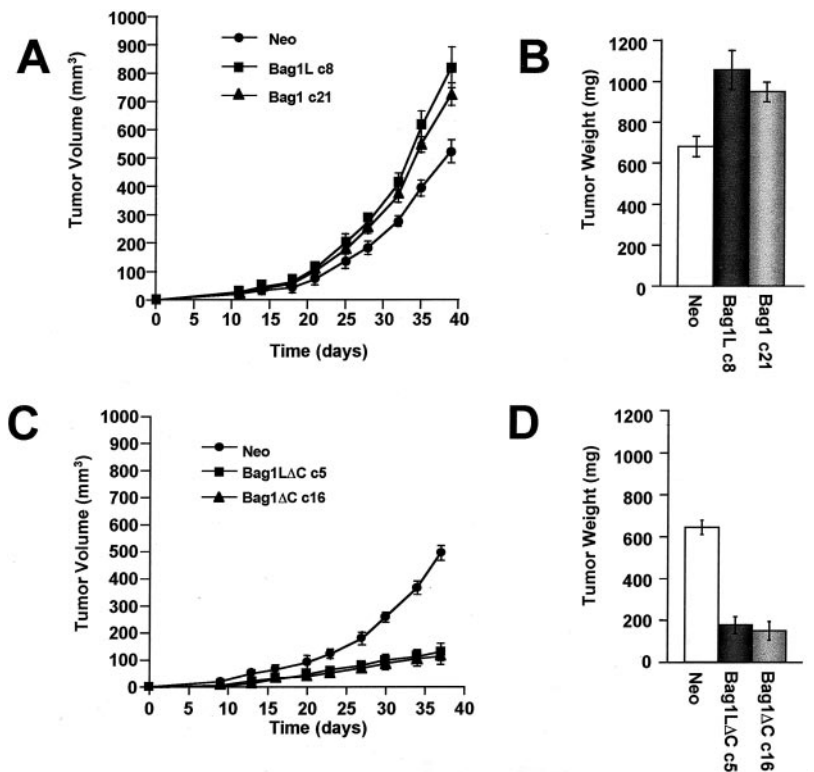 A
Tumor Volume (mm³)
1000
900
800
700
600
500
400
300
200
100
0
Neo
Bag1L c8
Bag1 c21
0 5 10 15 20 25 30 35 40
Time (days)
B
Tumor Weight (mg)
1200
1000
800
600
400
200
0
Neo
Bag1L c8
Bag1 c21
C
Tumor Volume (mm³)
1000
900
800
700
600
500
400
300
200
100
0
Neo
Bag1LΔC c5
Bag1ΔC c16
0 5 10 15 20 25 30 35 40
Time (days)
D
Tumor Weight (mg)
1200
1000
800
600
400
200
0
Neo
Bag1LΔC c5
Bag1ΔC c16